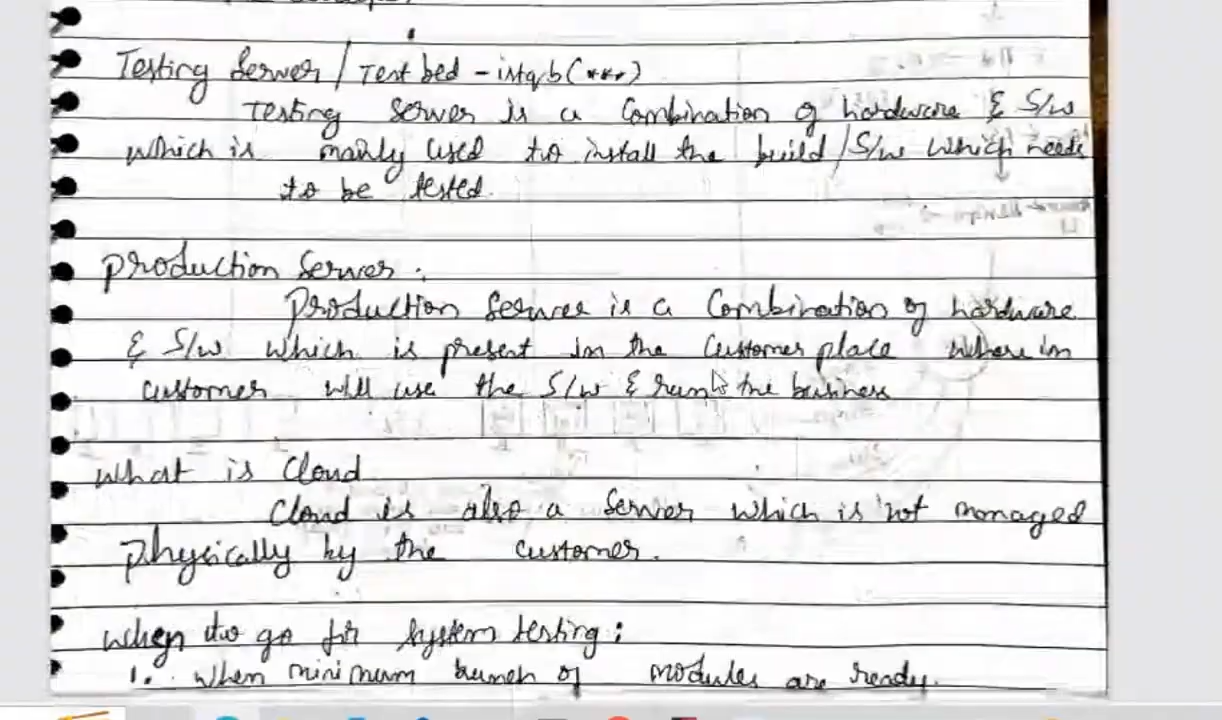 Testing Server / Test bed - istqb (***)
Testing Server is a Combination of hardware & S/w
which is mainly used to install the build/S/w which needs
to be tested.
production Server.
Production Server is a Combination of hardware
& S/w which is present in the Customer place where in
customer will use the S/w & run the business
what is Cloud
Cloud is also a Server which is not managed
physically by the customer.
when to go for system testing:
1. when minimum bunch of modules are ready.